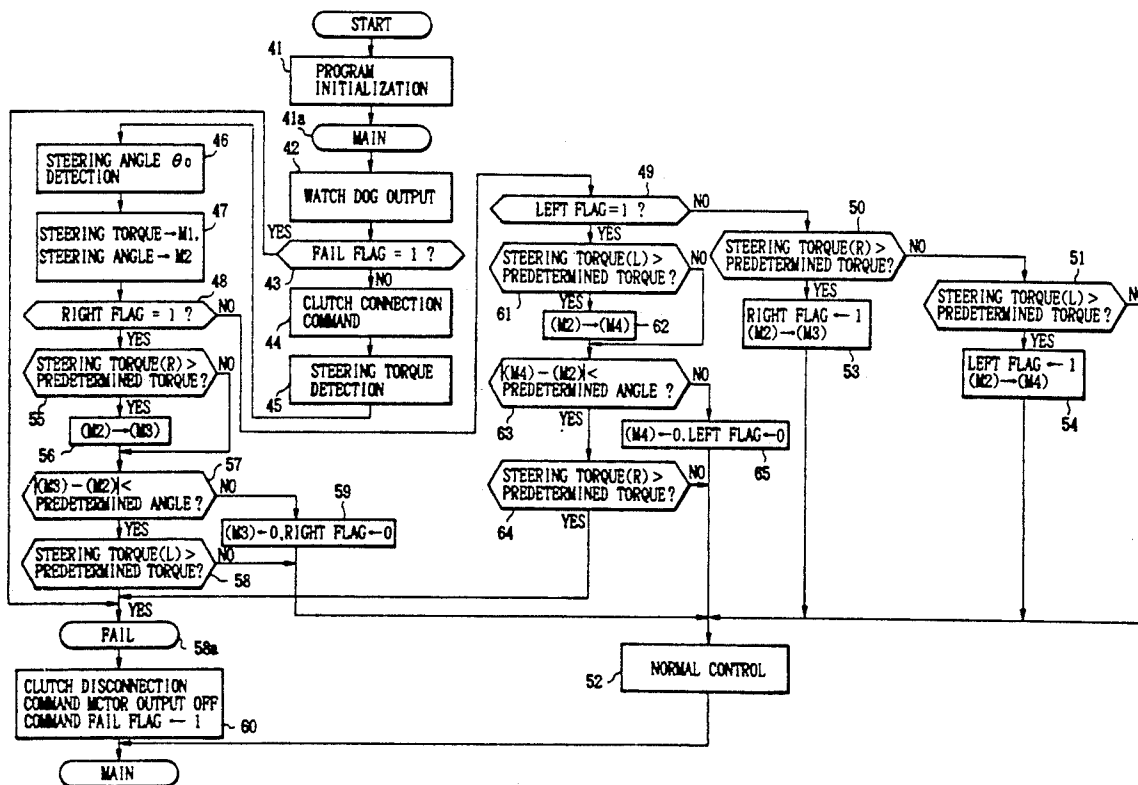 START
41
PROGRAM
INITIALIZATION
41a
MAIN
42
WATCH DOG OUTPUT
YES
FAIL FLAG = 1 ?
43
NO
CLUTCH CONNECTION
COMMAND
44
STEERING TORQUE
DETECTION
45
46
STEERING ANGLE θo
DETECTION
47
STEERING TORQUE→M1,
STEERING ANGLE→M2
48
RIGHT FLAG = 1 ?
NO
YES
STEERING TORQUE(R)>
PREDETERMINED TORQUE?
NO
55
YES
(M2)→(M3)
56
57
|(M3)-(M2)|<
PREDETERMINED ANGLE?
NO
YES
59
(M3)←0,RIGHT FLAG←0
STEERING TORQUE(L)>
PREDETERMINED TORQUE?
NO
58
YES
FAIL
58a
CLUTCH DISCONNECTION
COMMAND MCTOR OUTPUT OFF
COMMAND FAIL FLAG ← 1
60
MAIN
49
LEFT FLAG=1 ?
NO
YES
STEERING TORQUE(L)>
PREDETERMINED TORQUE?
NO
61
YES
(M2)→(M4)
62
|(M4)-(M2)|<
PREDETERMINED ANGLE ?
NO
63
YES
(M4)←0.LEFT FLAG←0
65
STEERING TORQUE(R)>
PREDETERMINED TORQUE?
NO
64
YES
50
STEERING TORQUE(R)>
PREDETERMINED TORQUE?
NO
YES
RIGHT FLAG ← 1
(M2)→(M3)
53
51
STEERING TORQUE(L)>
PREDETERMINED TORQUE?
NO
YES
LEFT FLAG ← 1
(M2)→(M4)
54
NORMAL CONTROL
52